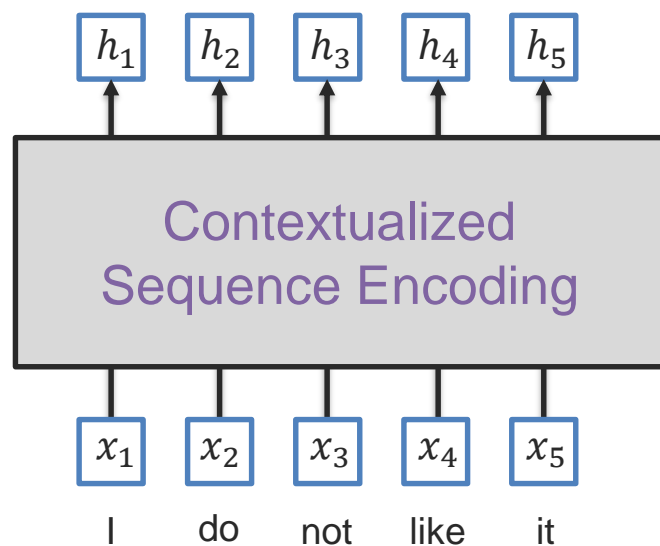 h₁ h₂ h₃ h₄ h₅
Contextualized
Sequence Encoding
x₁ x₂ x₃ x₄ x₅
I do not like it